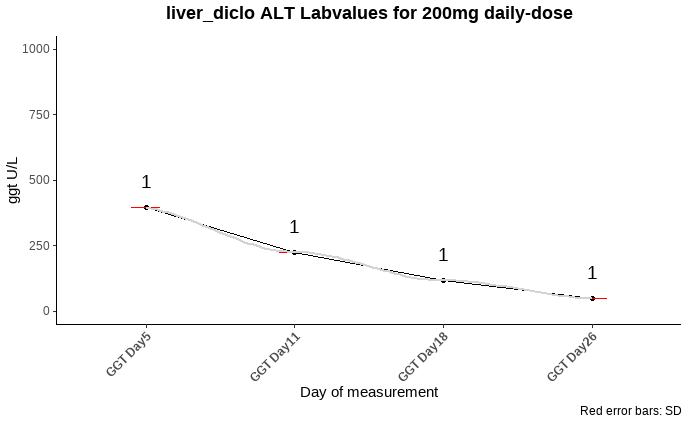 liver_diclo ALT Labvalues for 200mg daily-dose
1000
750
500
250
0
ggt U/L
1
1
1
1
GGT Day5
GGT Day11
GGT Day18
GGT Day26
Day of measurement
Red error bars: SD